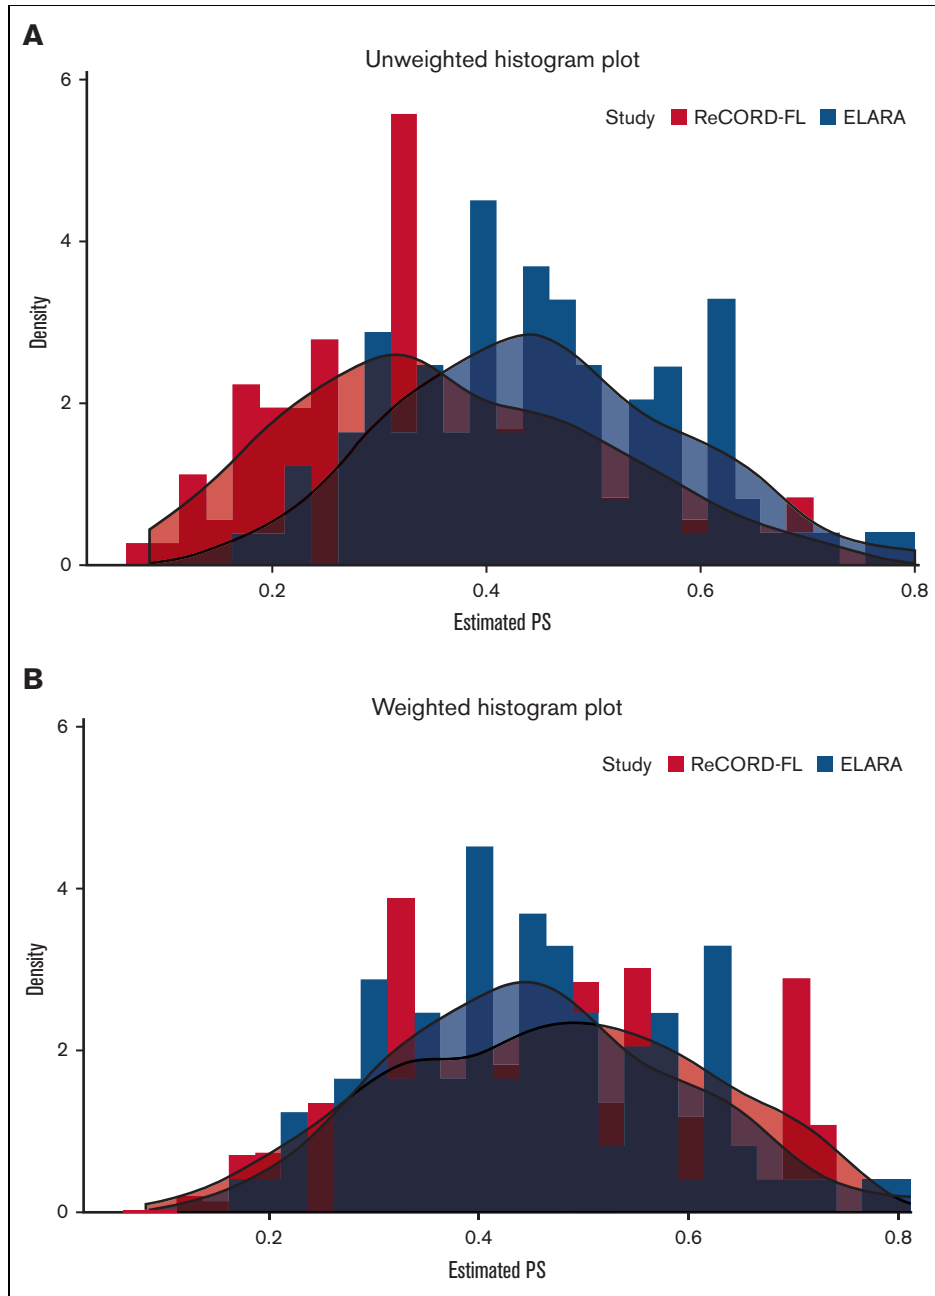 A
Unweighted histogram plot
Study ReCORD-FL ELARA
6
4
2
0
Density
0.2 0.4 0.6 0.8
Estimated PS
B
Weighted histogram plot
Study ReCORD-FL ELARA
6
4
2
0
Density
0.2 0.4 0.6 0.8
Estimated PS